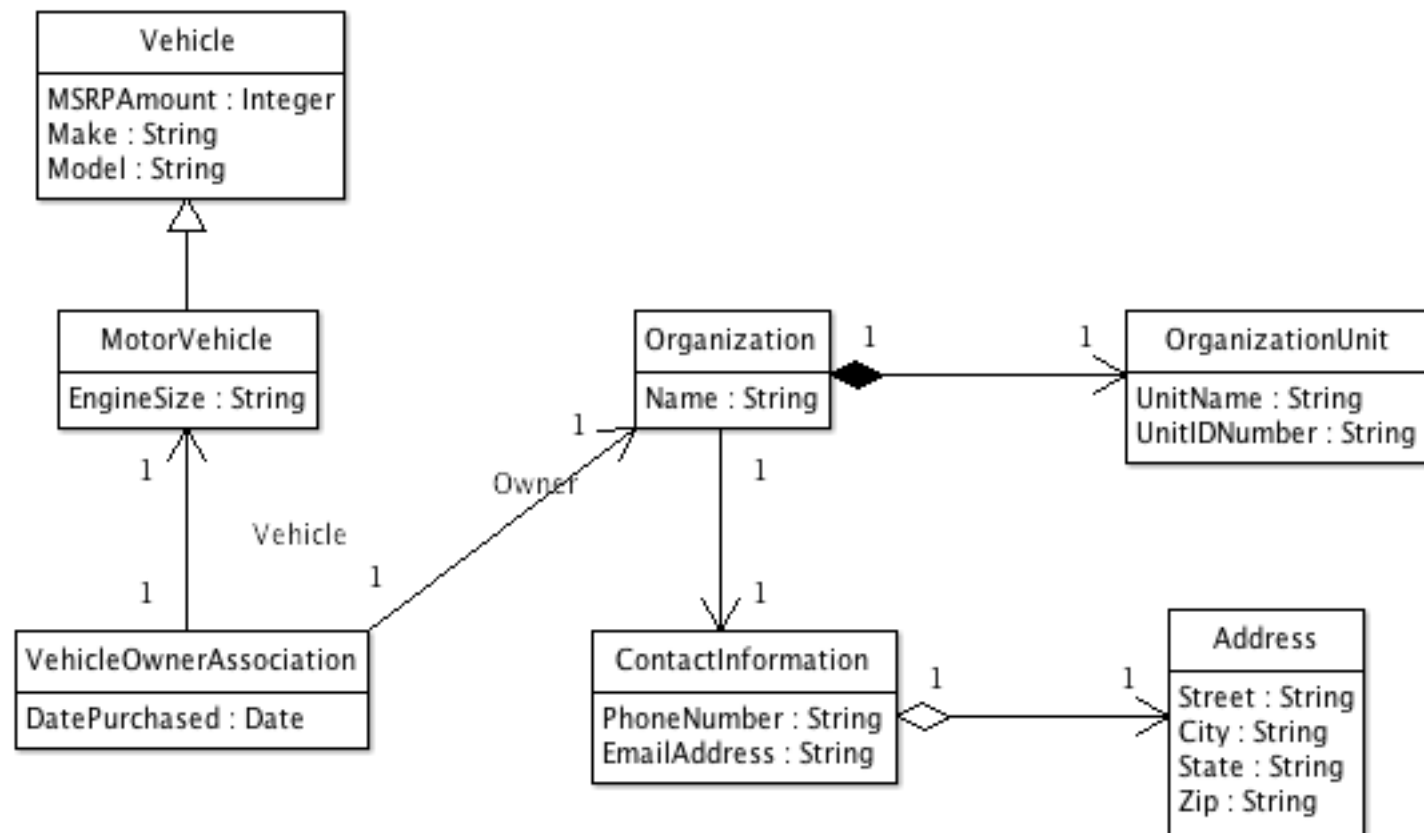 Vehicle
MSRPAmount : Integer
Make : String
Model : String
MotorVehicle
EngineSize : String
Organization
Name : String
1
1
OrganizationUnit
UnitName : String
UnitIDNumber : String
1
1
1
Owner
Vehicle
1
1
1
VehicleOwnerAssociation
DatePurchased : Date
ContactInformation
PhoneNumber : String
EmailAddress : String
1
1
Address
Street : String
City : String
State : String
Zip : String